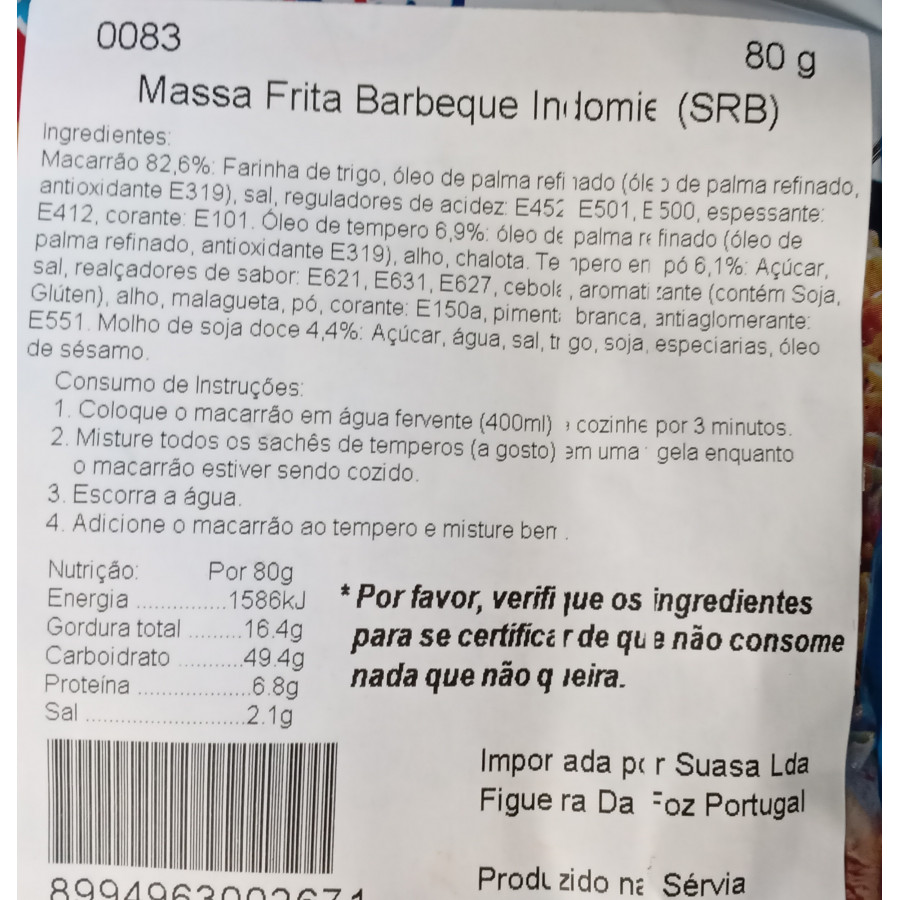 0083
80 g
Massa Frita Barbeque Indomie (SRB)
Ingredientes:
Macarrão 82,6%: Farinha de trigo, óleo de palma refinado (óleo de palma refinado,
antioxidante E319), sal, reguladores de acidez: E452 E501, E500, espessante:
E412, corante: E101. Óleo de tempero 6,9%: óleo de palma refinado (óleo de
palma refinado, antioxidante E319), alho, chalota. Tempero em pó 6,1%: Açúcar,
sal, realçadores de sabor: E621, E631, E627, cebola, aromatizante (contém Soja,
Glúten), alho, malagueta, pó, corante: E150a, pimenta branca, antiaglomerante:
E551. Molho de soja doce 4,4%: Açúcar, água, sal, trigo, soja, especiarias, óleo
de sésamo.
Consumo de Instruções:
1. Coloque o macarrão em água fervente (400ml) e cozinhe por 3 minutos.
2. Misture todos os sachês de temperos (a gosto) em uma gela enquanto
o macarrão estiver sendo cozido.
3. Escorra a água.
4. Adicione o macarrão ao tempero e misture bem.
Nutrição: Por 80g
Energia ..............1586kJ
Gordura total .........16.4g
Carboidrato ...........49.4g
Proteína .................6.8g
Sal ........................2.1g
* Por favor, verifique os ingredientes
para se certificar de que não consome
nada que não queira.
Importada por Suasa Lda
Figueira Da Foz Portugal
Produzido na Sérvia